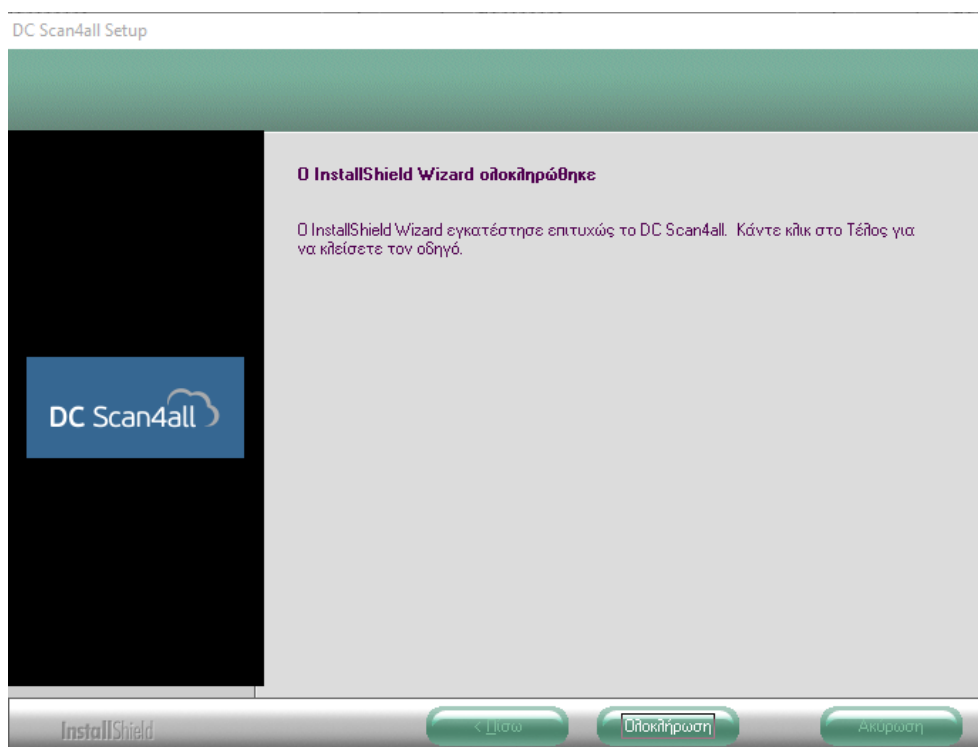 DC Scan4all Setup
Ο InstallShield Wizard ολοκληρώθηκε
Ο InstallShield Wizard εγκατέστησε επιτυχώς το DC Scan4all. Κάντε κλικ στο Τέλος για
να κλείσετε τον οδηγό.
DC Scan4all
InstallShield
< Πίσω
Ολοκλήρωση
Ακύρωση